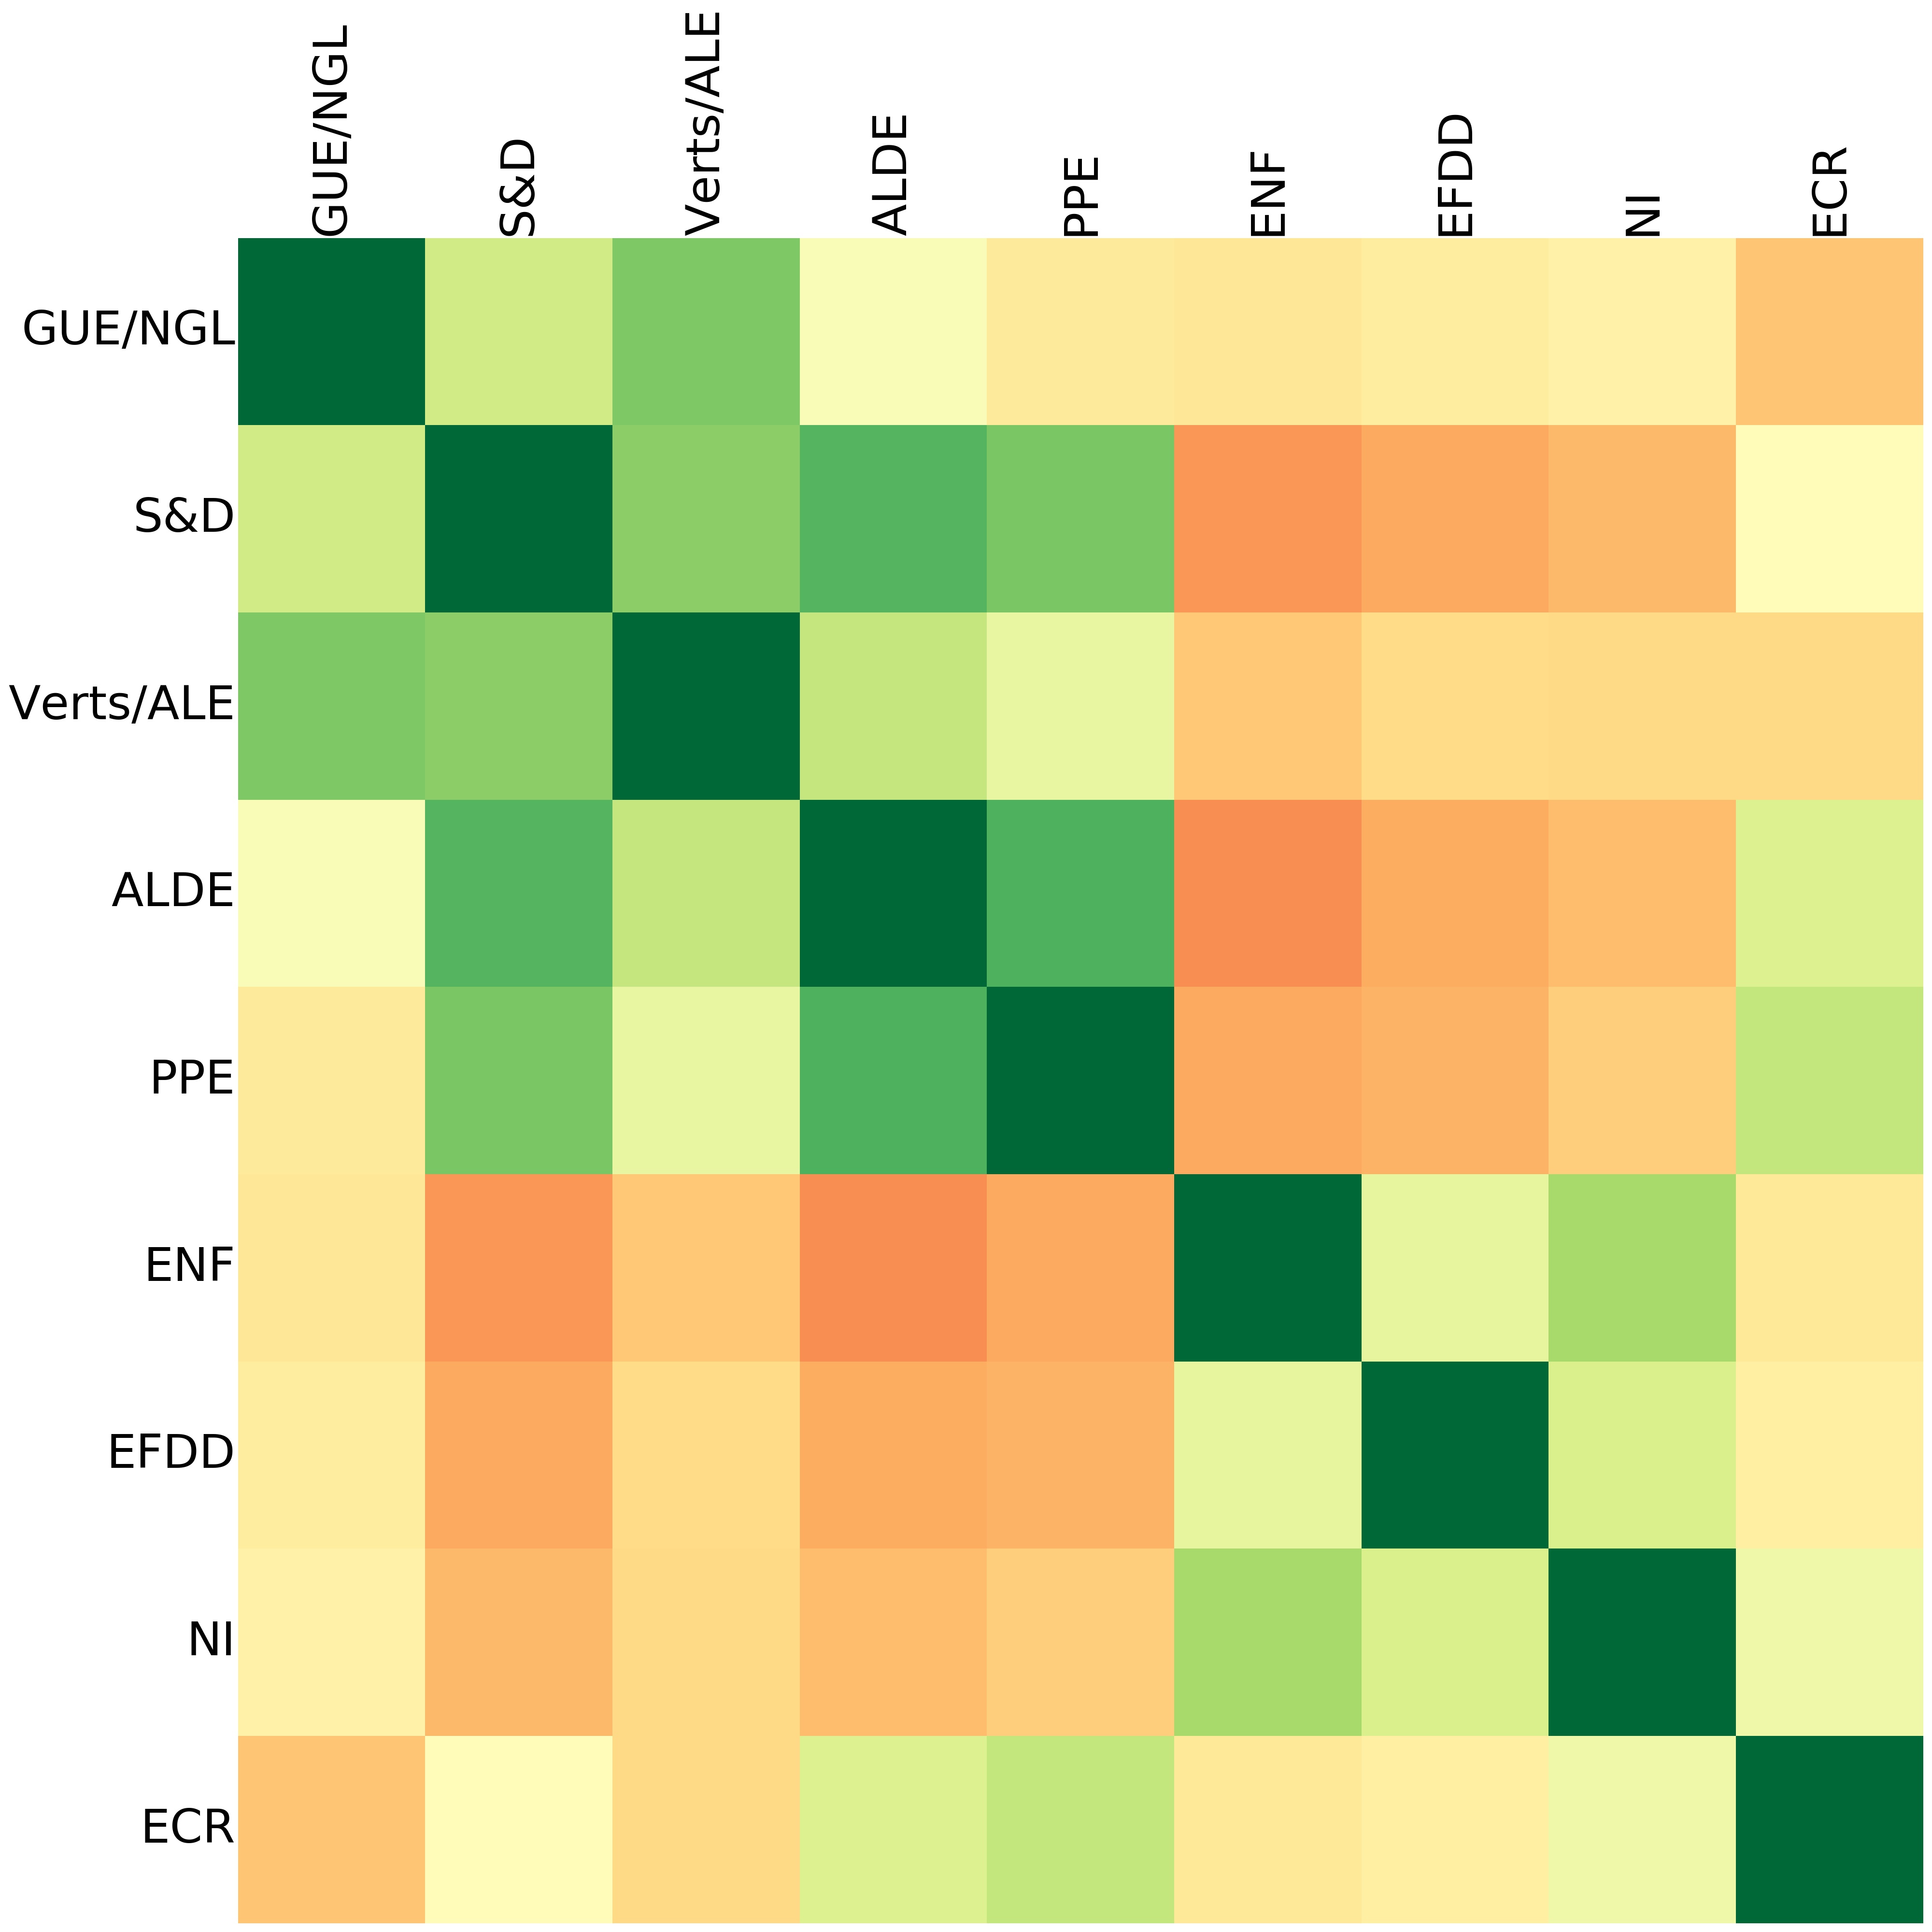 GUE/NGL
S&D
Verts/ALE
ALDE
PPE
ENF
EFDD
NI
ECR
GUE/NGL
S&D
Verts/ALE
ALDE
PPE
ENF
EFDD
NI
ECR